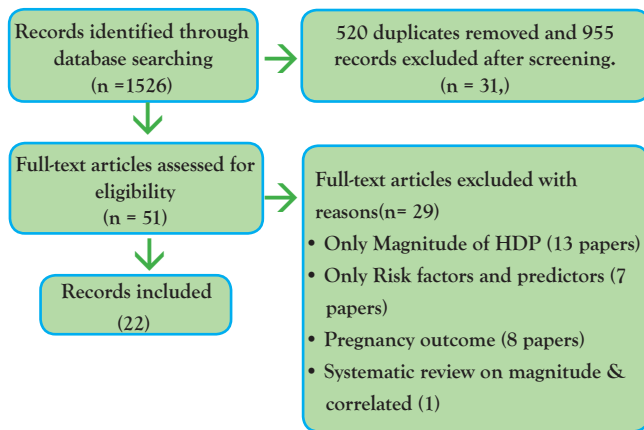 Records identified through
database searching
(n =1526)
520 duplicates removed and 955
records excluded after screening.
(n = 31,)
Full-text articles assessed for
eligibility
(n = 51)
Full-text articles excluded with
reasons(n= 29)
• Only Magnitude of HDP (13 papers)
• Only Risk factors and predictors (7
papers)
• Pregnancy outcome (8 papers)
• Systematic review on magnitude &
correlated (1)
Records included
(22)